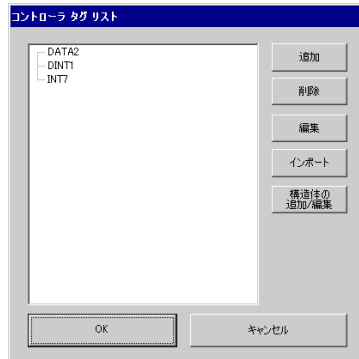 コントローラ タグ リスト
DATA2
DINT1
INT7
追加
削除
編集
インポート
構造体の
追加/編集
OK
キャンセル